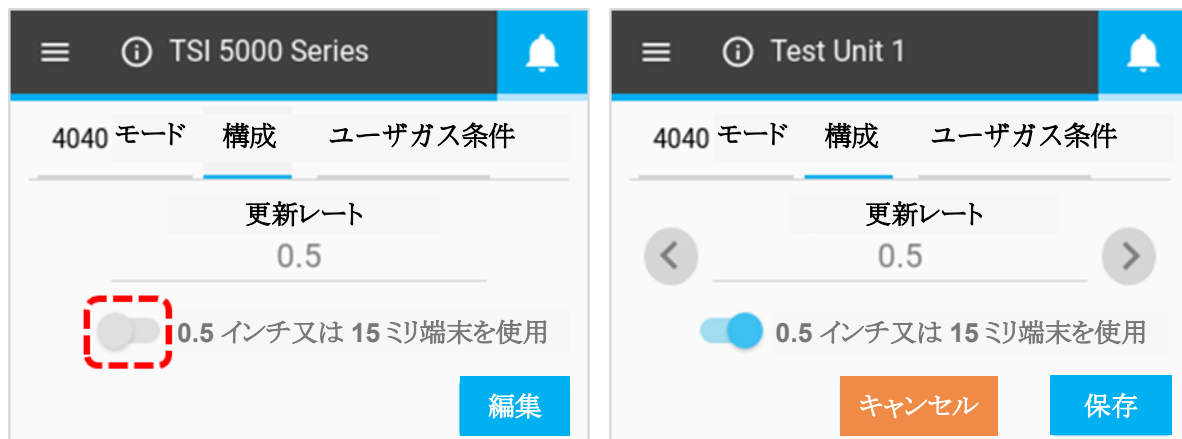 TSI 5000 Series
4040 モード 構成 ユーザガス条件
更新レート
0.5
0.5 インチ又は 15 ミリ端末を使用
編集
Test Unit 1
4040 モード 構成 ユーザガス条件
更新レート
0.5
0.5 インチ又は 15 ミリ端末を使用
キャンセル 保存